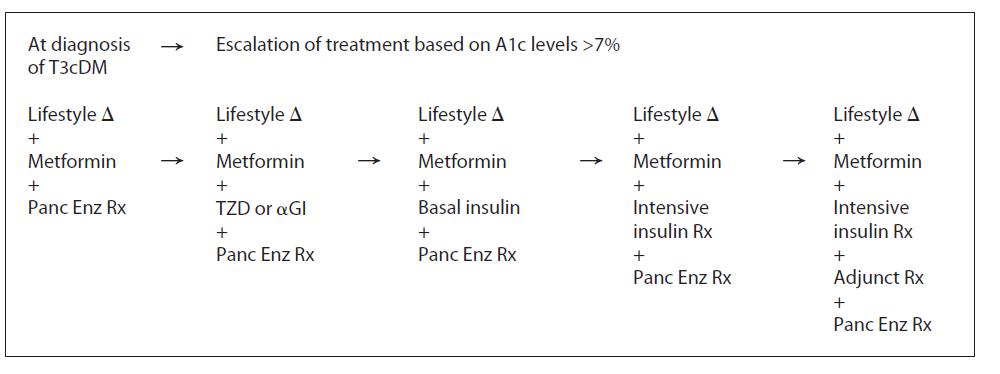 At diagnosis → Escalation of treatment based on A1c levels >7%
of T3cDM
Lifestyle Δ
+
Metformin →
+
Panc Enz Rx
Lifestyle Δ
+
Metformin →
+
TZD or αGI
+
Panc Enz Rx
Lifestyle Δ
+
Metformin →
+
Basal insulin
+
Panc Enz Rx
Lifestyle Δ
+
Metformin →
+
Intensive
insulin Rx
+
Panc Enz Rx
Lifestyle Δ
+
Metformin
+
Intensive
insulin Rx
+
Adjunct Rx
+
Panc Enz Rx